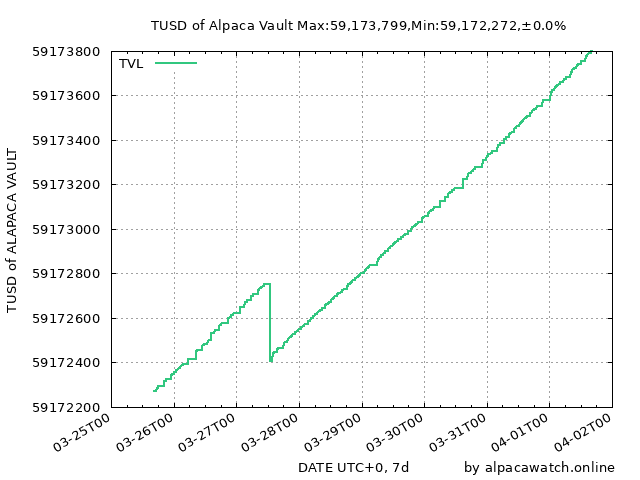 TUSD of Alpaca Vault Max:59,173,799,Min:59,172,272,±0.0%
TVL
59173800
59173600
59173400
59173200
59173000
59172800
59172600
59172400
59172200
TUSD of ALAPACA VAULT
03-25T00
03-26T00
03-27T00
03-28T00
03-29T00
03-30T00
03-31T00
04-01T00
04-02T00
DATE UTC+0, 7d
by alpacawatch.online